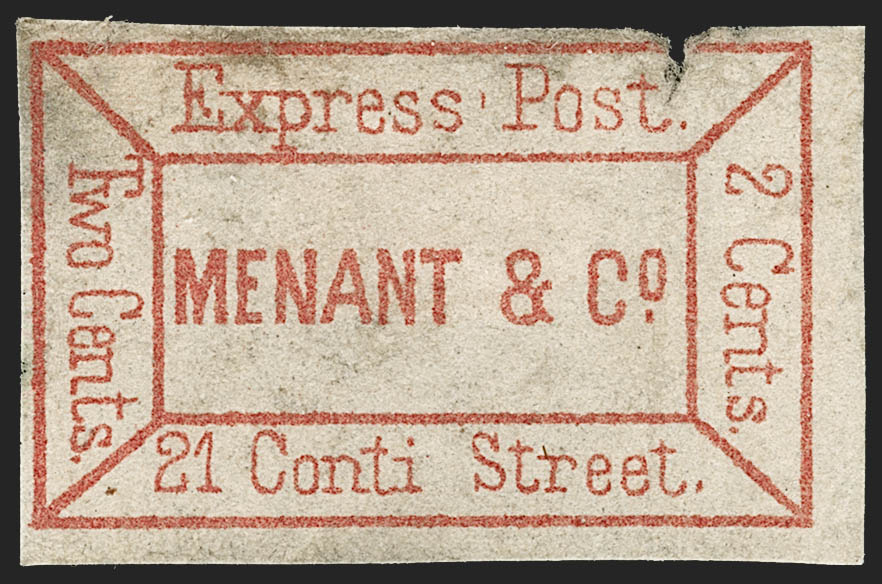 Express Post.
Two Cents.
MENANT & Cº
2 Cents.
21 Conti Street.